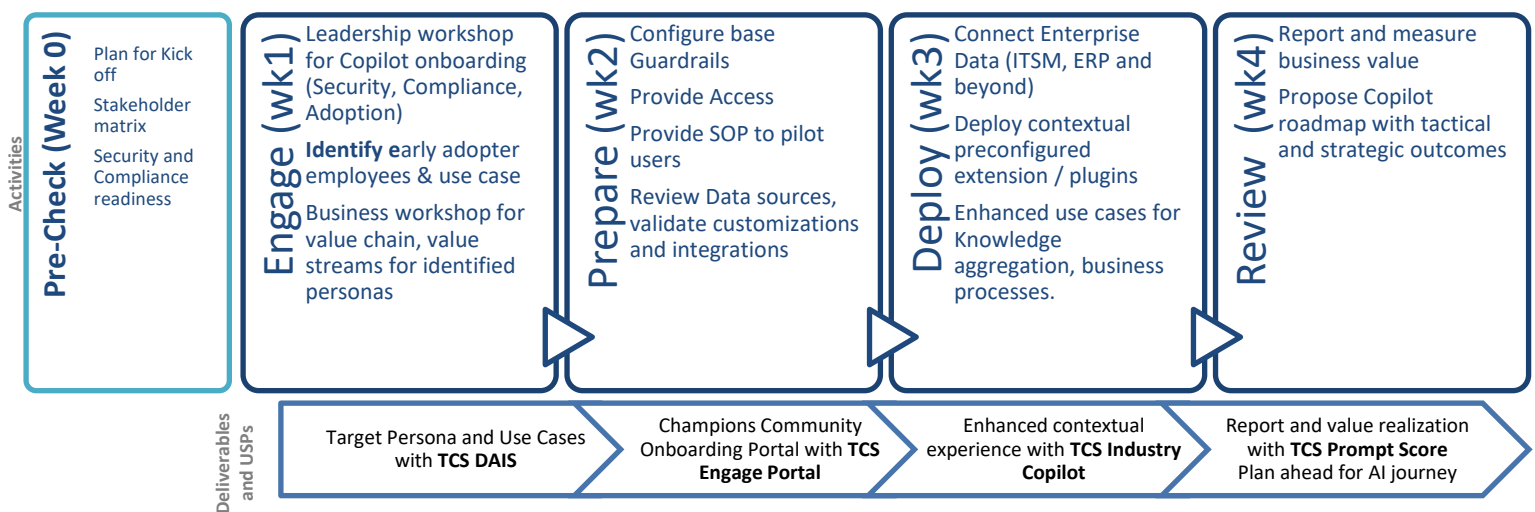 Activities
Pre-Check (Week 0)
Plan for Kick
off
Stakeholder
matrix
Security and
Compliance
readiness
Engage (wk1)
Leadership workshop
for Copilot onboarding
(Security, Compliance,
Adoption)
Identify early adopter
employees & use case
Business workshop for
value chain, value
streams for identified
personas
Prepare (wk2)
Configure base
Guardrails
Provide Access
Provide SOP to pilot
users
Review Data sources,
validate customizations
and integrations
Deploy (wk3)
Connect Enterprise
Data (ITSM, ERP and
beyond)
Deploy contextual
preconfigured
extension / plugins
Enhanced use cases for
Knowledge
aggregation, business
processes.
Review (wk4)
Report and measure
business value
Propose Copilot
roadmap with tactical
and strategic outcomes
Deliverables
and USPs
Target Persona and Use Cases
with TCS DAIS
Champions Community
Onboarding Portal with TCS
Engage Portal
Enhanced contextual
experience with TCS Industry
Copilot
Report and value realization
with TCS Prompt Score
Plan ahead for AI journey